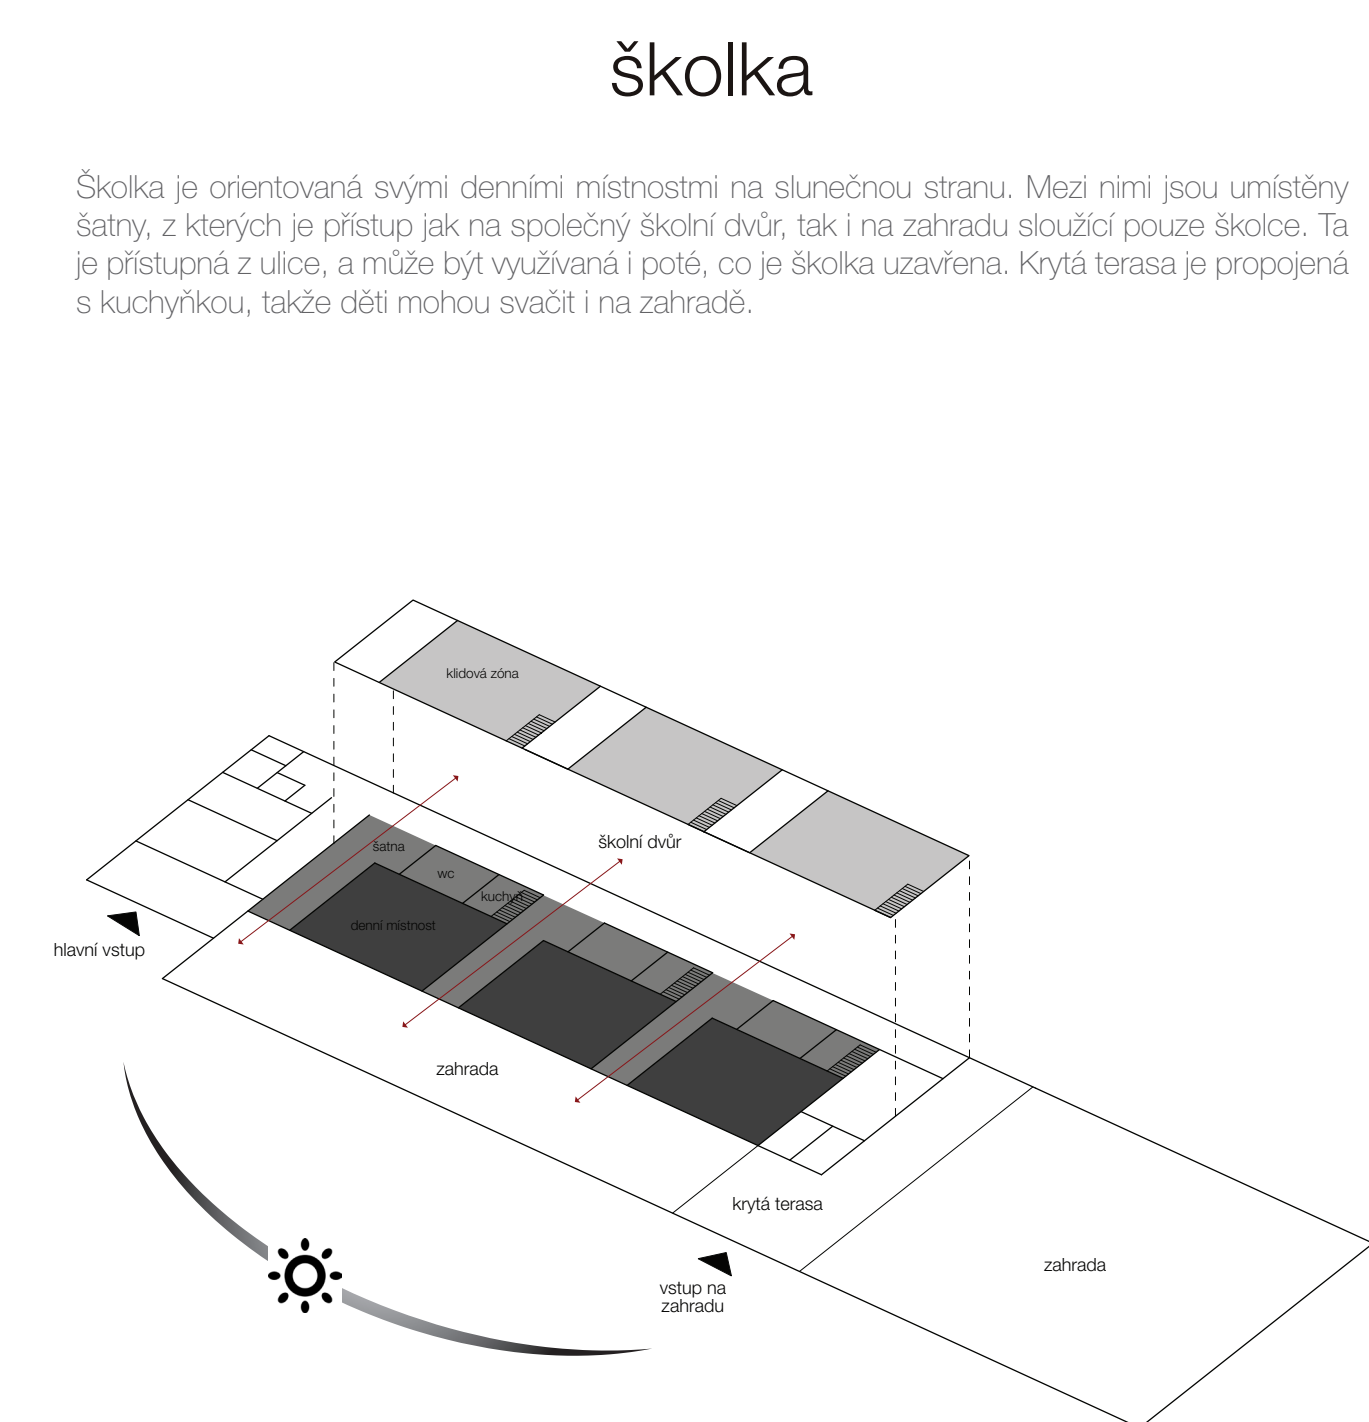 školka
Školka je orientovaná svými denními místnostmi na slunečnou stranu. Mezi nimi jsou umístěny
šatny, z kterých je přístup jak na společný školní dvůr, tak i na zahradu sloužící pouze školce. Ta
je přístupná z ulice, a může být využívaná i poté, co je školka uzavřena. Krytá terasa je propojená
s kuchyňkou, takže děti mohou svačit i na zahradě.
klidová zóna
školní dvůr
šatna
wc
kuchyň
denní místnost
hlavní vstup
zahrada
krytá terasa
zahrada
vstup na
zahradu